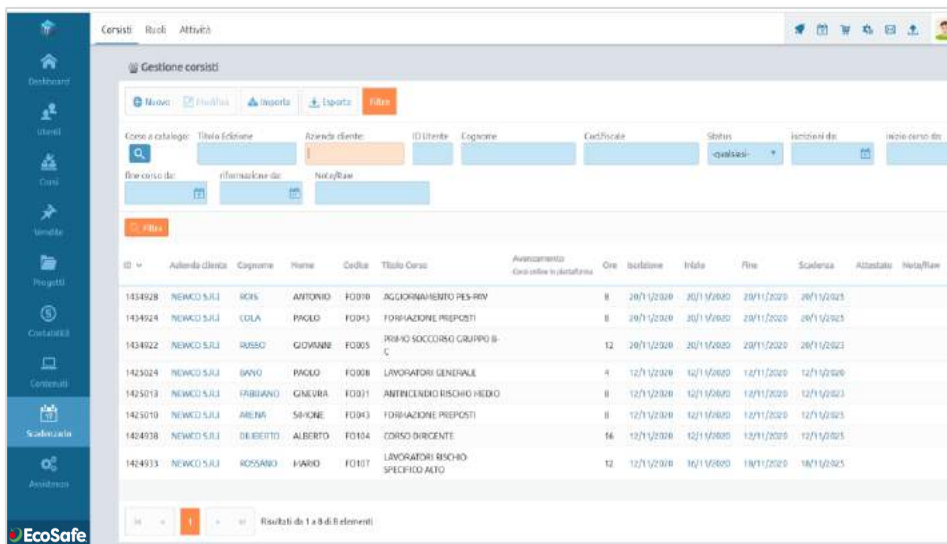 Corsisti Ruoli Attività
Gestione corsisti
Nuovo Modifica Importa Esporta Filtro
Corso a catalogo: Titolo Edizione Azienda cliente: ID Utente Cognome Cod.fiscale Status iscrizioni da: inizio corso da:
-qualsiasi-
fine corso da: riformazione da: Note/Raw
Filtra
ID Azienda cliente Cognome Nome Codice Titolo Corso Avanzamento Ore Iscrizione Inizio Fine Scadenza Attestato Note/Raw
Corsi online in piattaforma
1434928 NEWCO S.R.L ROIS ANTONIO FO010 AGGIORNAMENTO PES-PAV 8 20/11/2020 20/11/2020 20/11/2020 20/11/2025
1434924 NEWCO S.R.L COLA PAOLO FO043 FORMAZIONE PREPOSTI 8 20/11/2020 20/11/2020 20/11/2020 20/11/2025
1434922 NEWCO S.R.L RUSSO GIOVANNI FO005 PRIMO SOCCORSO GRUPPO B-C 12 20/11/2020 20/11/2020 20/11/2020 20/11/2023
1425024 NEWCO S.R.L PAOLO FO008 LAVORATORI GENERALE 4 12/11/2020 12/11/2020 12/11/2020
1425013 NEWCO S.R.L FABBIANO GINEVRA FO031 ANTINCENDIO RISCHIO MEDIO 8 12/11/2020 12/11/2020 12/11/2020 12/11/2023
1425010 NEWCO S.R.L ARENA SIMONE FO043 FORMAZIONE PREPOSTI 8 12/11/2020 12/11/2020 12/11/2020 12/11/2025
1424938 NEWCO S.R.L DILIBERTO ALBERTO FO104 CORSO DIRIGENTE 16 12/11/2020 12/11/2020 12/11/2020 12/11/2025
1424933 NEWCO S.R.L ROSSANO MARIO FO107 LAVORATORI RISCHIO SPECIFICO ALTO 12 12/11/2020 16/11/2020 18/11/2020 18/11/2025
1 Risultati da 1 a 8 di 8 elementi
Dashboard
Utenti
Corsi
Vendite
Progetti
Contabilità
Contenuti
Scadenzario
Assistenza
EcoSafe